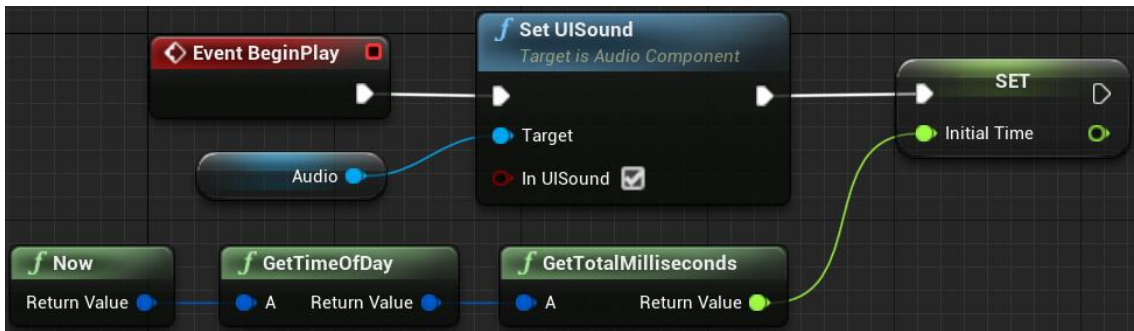 Event BeginPlay
f Set UISound
Target is Audio Component
Target
In UISound
SET
Initial Time
Audio
f Now
Return Value
f GetTimeOfDay
A Return Value
f GetTotalMilliseconds
A Return Value